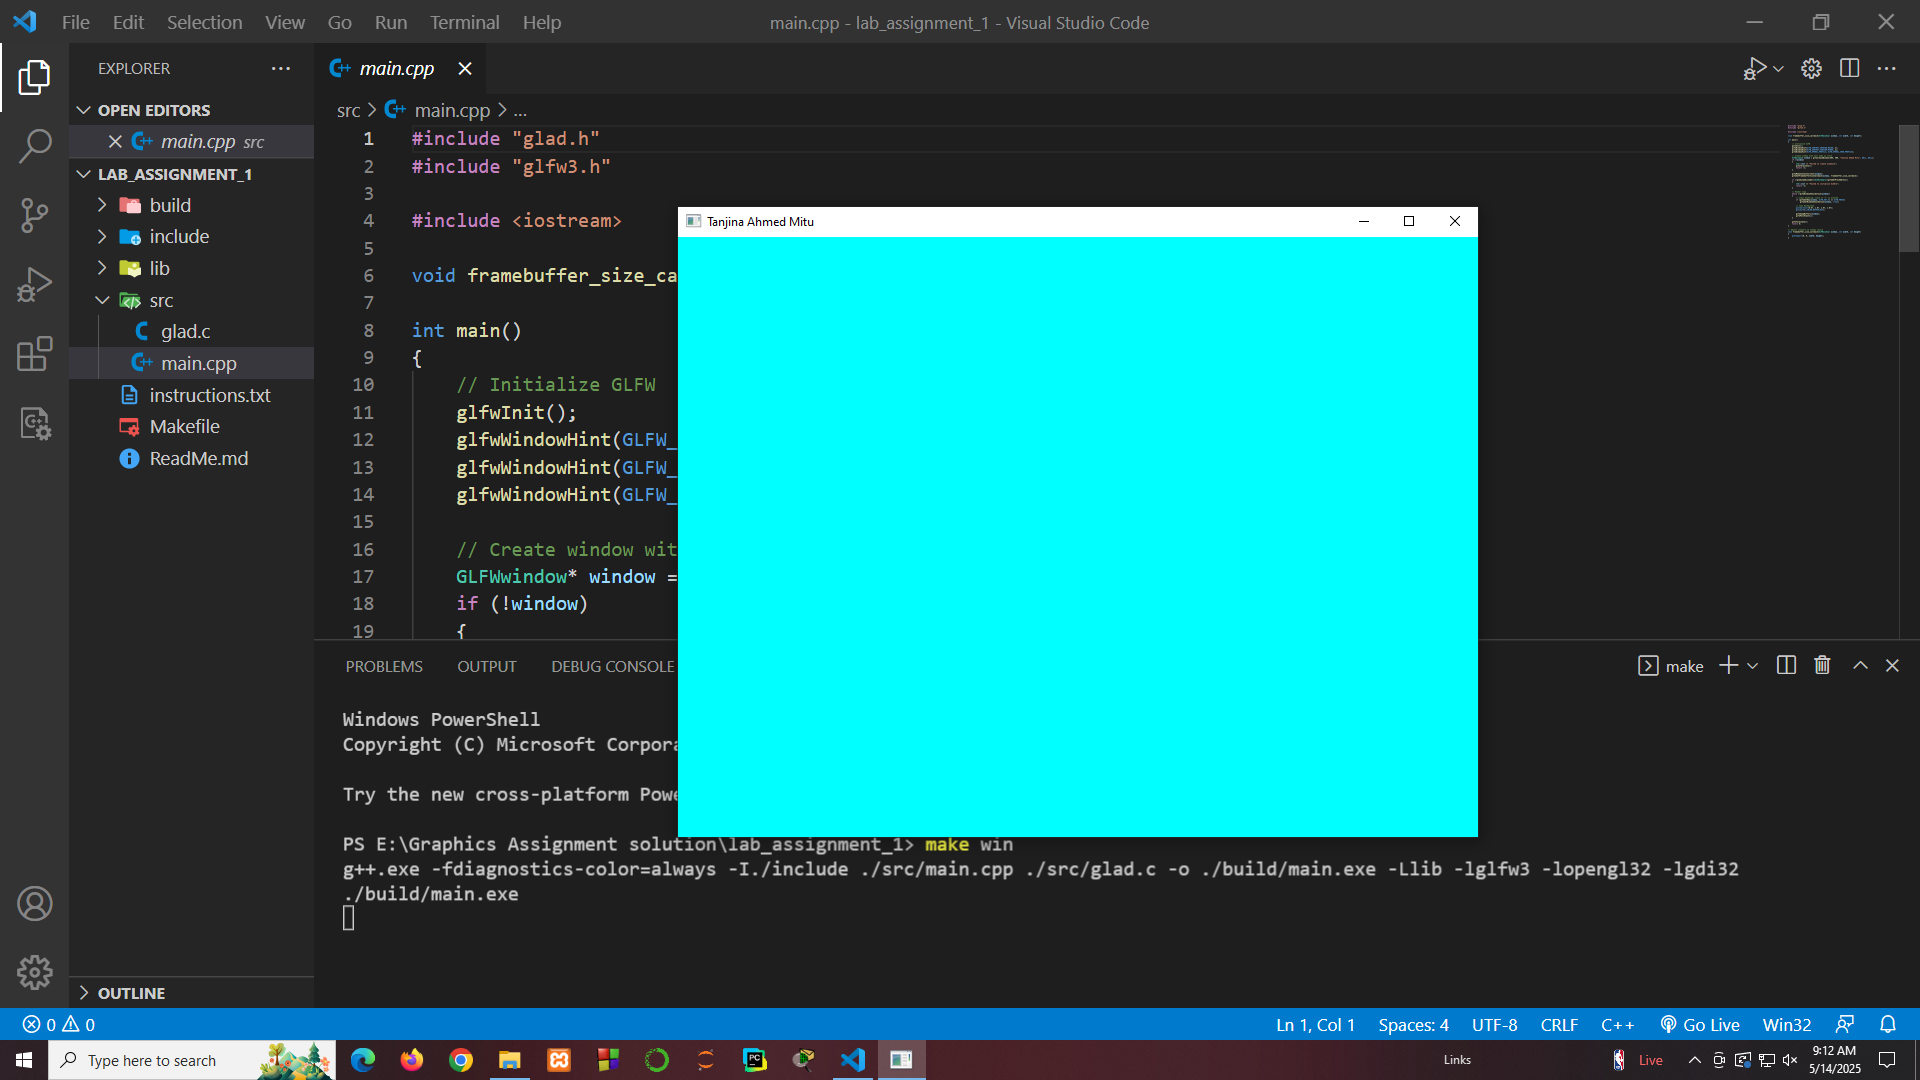 File Edit Selection View Go Run Terminal Help
main.cpp - lab_assignment_1 - Visual Studio Code
EXPLORER
OPEN EDITORS
main.cpp src
LAB_ASSIGNMENT_1
build
include
lib
src
glad.c
main.cpp
instructions.txt
Makefile
ReadMe.md
OUTLINE
main.cpp
src > main.cpp > ...
1 #include "glad.h"
2 #include "glfw3.h"
3
4 #include <iostream>
5
6 void framebuffer_size_ca
7
8 int main()
9 {
10 // Initialize GLFW
11 glfwInit();
12 glfwWindowHint(GLFW_
13 glfwWindowHint(GLFW_
14 glfwWindowHint(GLFW_
15
16 // Create window wit
17 GLFWwindow* window =
18 if (!window)
19 {
Tanjina Ahmed Mitu
PROBLEMS OUTPUT DEBUG CONSOLE
make
Windows PowerShell
Copyright (C) Microsoft Corpora
Try the new cross-platform Powe
PS E:\Graphics Assignment solution\lab_assignment_1> make win
g++.exe -fdiagnostics-color=always -I./include ./src/main.cpp ./src/glad.c -o ./build/main.exe -Llib -lglfw3 -lopengl32 -lgdi32
./build/main.exe
0 0
Ln 1, Col 1 Spaces: 4 UTF-8 CRLF C++ Go Live Win32
Type here to search
PC
Links
Live
9:12 AM
5/14/2025